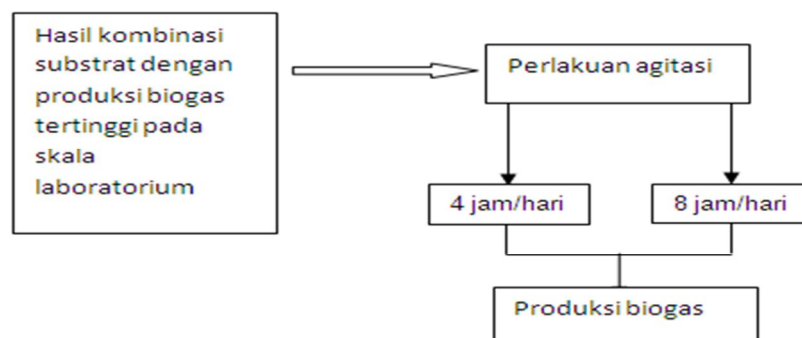 Hasil kombinasi
substrat dengan
produksi biogas
tertinggi pada
skala
laboratorium
Perlakuan agitasi
4 jam/hari
8 jam/hari
Produksi biogas